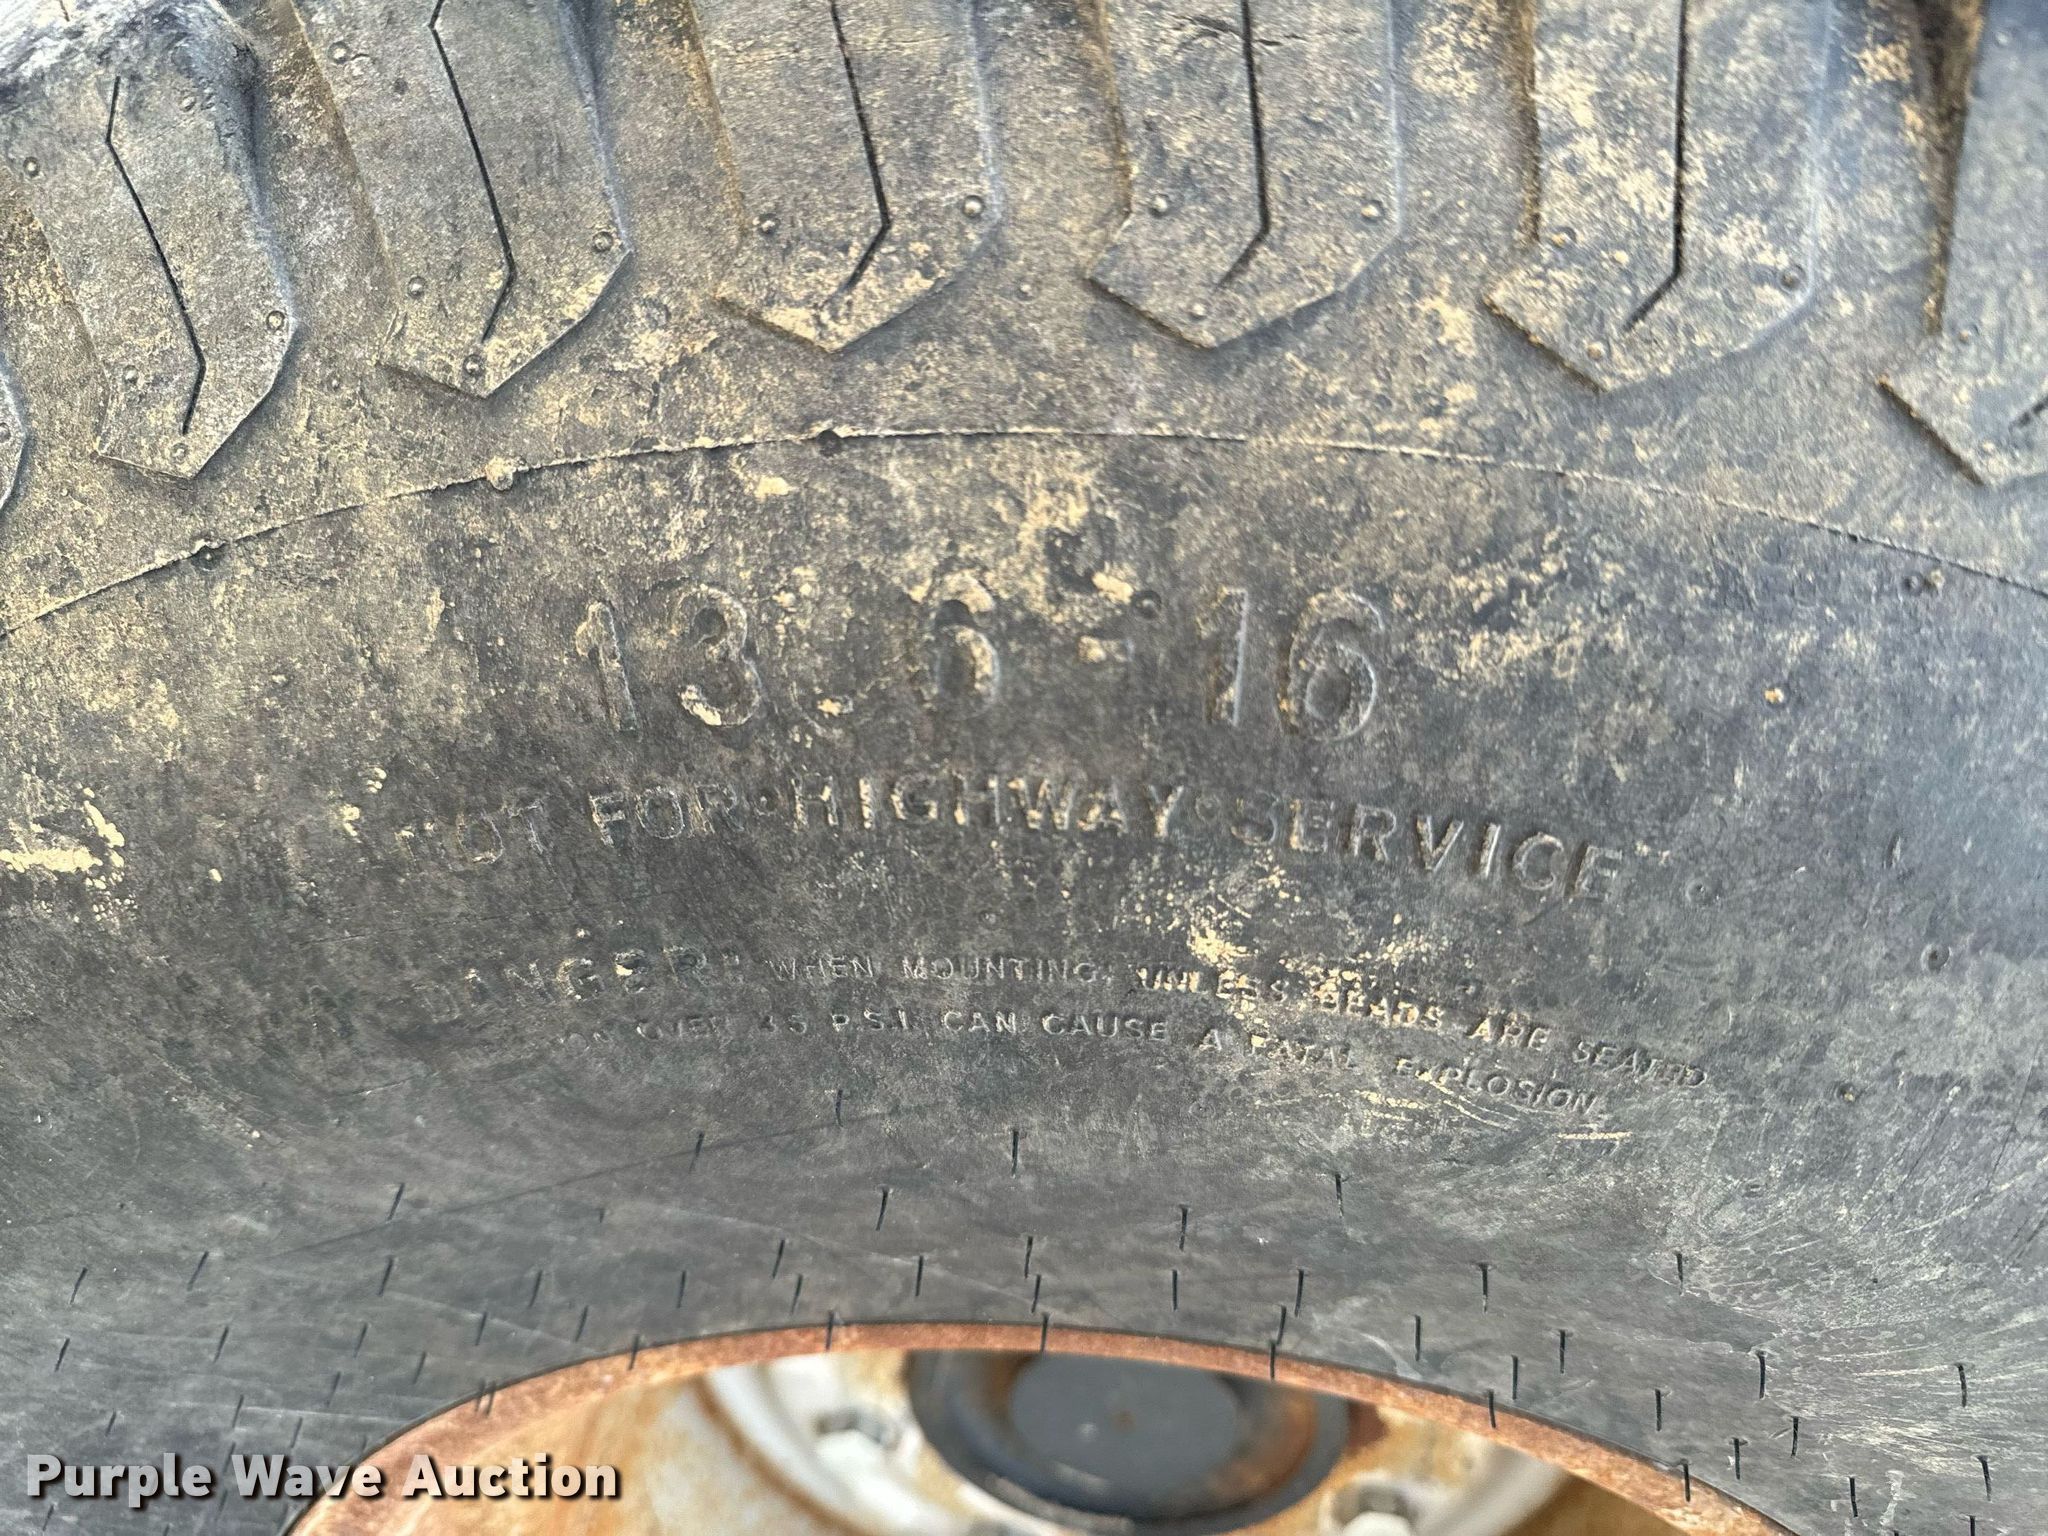 13.6-16
NOT FOR HIGHWAY SERVICE
DANGER: WHEN MOUNTING, UNLESS BEADS ARE SEATED
OVER 35 P.S.I. CAN CAUSE A FATAL EXPLOSION.
Purple Wave Auction